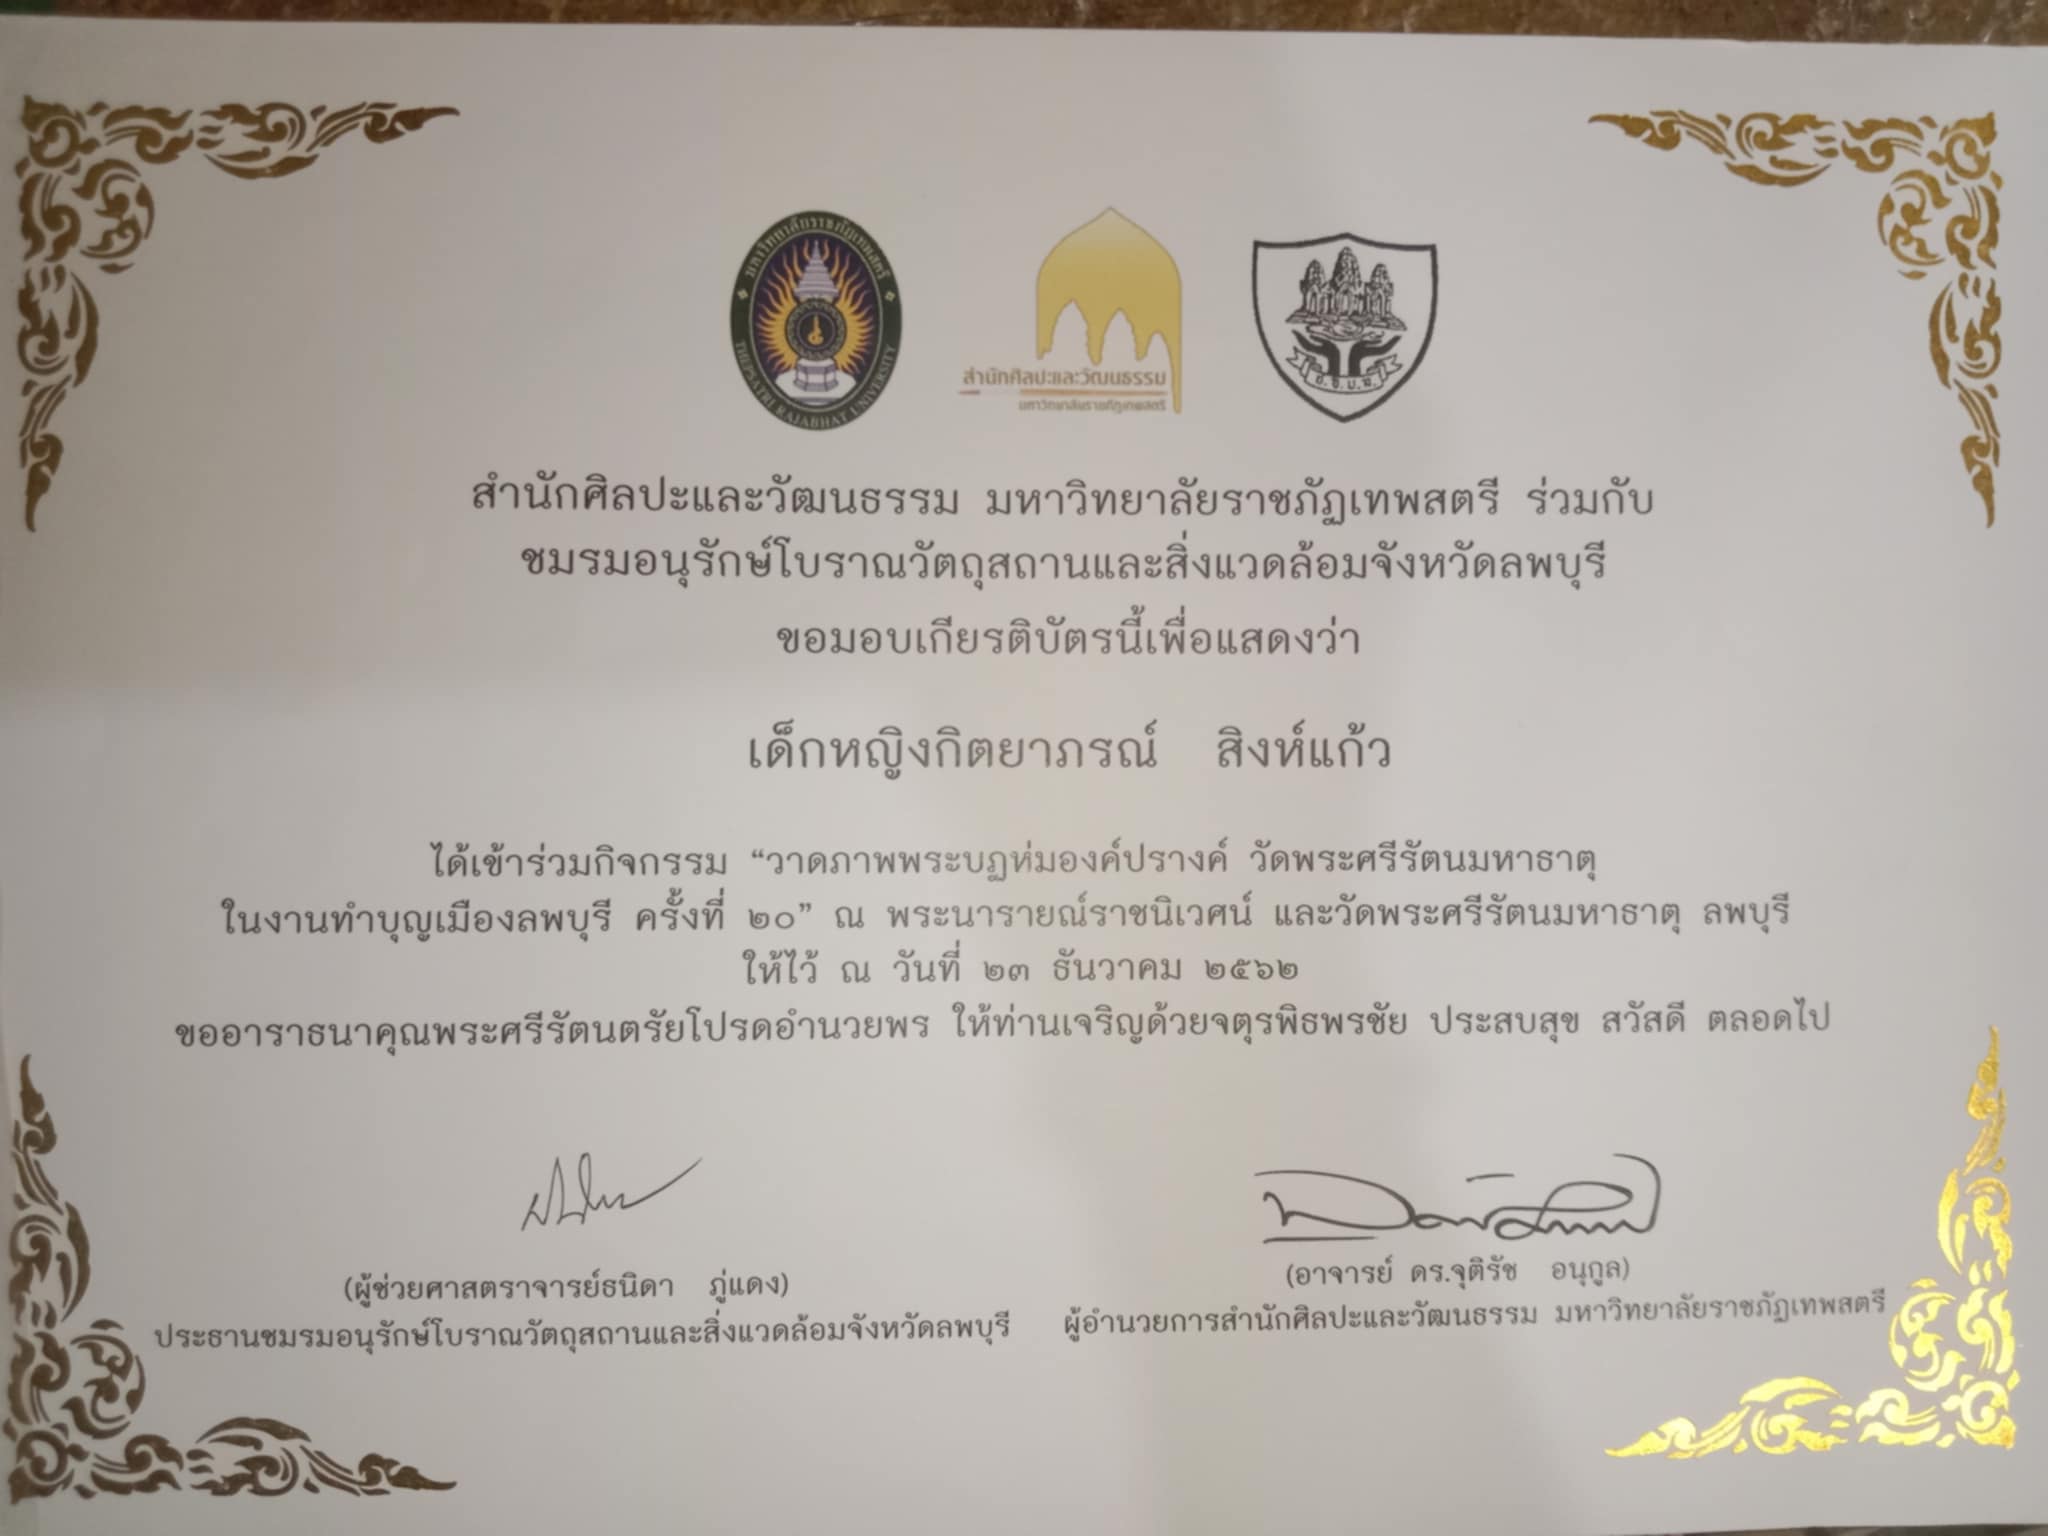 มหาวิทยาลัยราชภัฏเทพสตรี
THEPSATRI RAJABHAT UNIVERSITY
สำนักศิลปะและวัฒนธรรม
มหาวิทยาลัยราชภัฏเทพสตรี
สำนักศิลปะและวัฒนธรรม มหาวิทยาลัยราชภัฏเทพสตรี ร่วมกับ
ชมรมอนุรักษ์โบราณวัตถุสถานและสิ่งแวดล้อมจังหวัดลพบุรี
ขอมอบเกียรติบัตรนี้เพื่อแสดงว่า
เด็กหญิงกิตยาภรณ์ สิงห์แก้ว
ได้เข้าร่วมกิจกรรม “วาดภาพพระบฏห่มองค์ปรางค์ วัดพระศรีรัตนมหาธาตุ
ในงานทำบุญเมืองลพบุรี ครั้งที่ ๒๐” ณ พระนารายณ์ราชนิเวศน์ และวัดพระศรีรัตนมหาธาตุ ลพบุรี
ให้ไว้ ณ วันที่ ๒๓ ธันวาคม ๒๕๖๒
ขออาราธนาคุณพระศรีรัตนตรัยโปรดอำนวยพร ให้ท่านเจริญด้วยจตุรพิธพรชัย ประสบสุข สวัสดี ตลอดไป
(ผู้ช่วยศาสตราจารย์ธนิดา ภู่แดง)
ประธานชมรมอนุรักษ์โบราณวัตถุสถานและสิ่งแวดล้อมจังหวัดลพบุรี
(อาจารย์ ดร.จุติรัช อนุกูล)
ผู้อำนวยการสำนักศิลปะและวัฒนธรรม มหาวิทยาลัยราชภัฏเทพสตรี